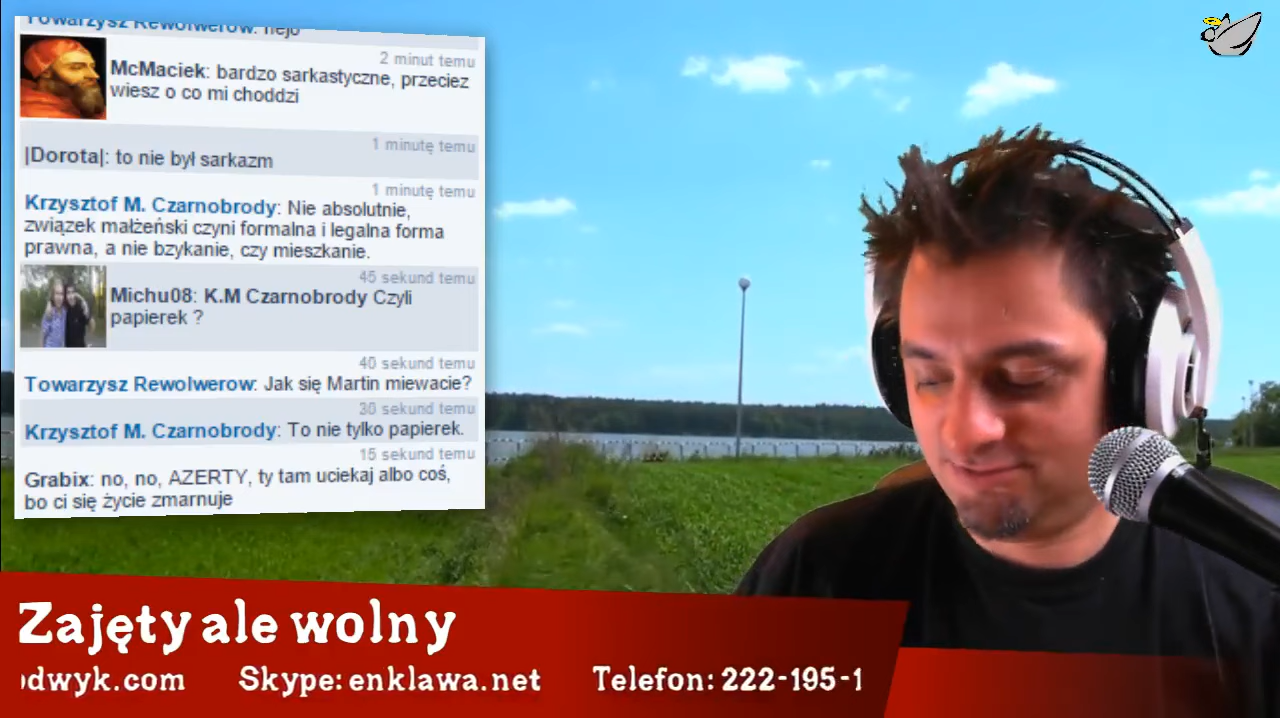 Towarzysz Rewolwerow: hejo
2 minut temu
McMaciek: bardzo sarkastyczne, przeciez
wiesz o co mi choddzi
1 minutę temu
|Dorota|: to nie był sarkazm
1 minutę temu
Krzysztof M. Czarnobrody: Nie absolutnie,
związek małżeński czyni formalna i legalna forma
prawna, a nie bzykanie, czy mieszkanie.
45 sekund temu
Michu08: K.M Czarnobrody Czyli
papierek ?
40 sekund temu
Towarzysz Rewolwerow: Jak się Martin miewacie?
30 sekund temu
Krzysztof M. Czarnobrody: To nie tylko papierek.
15 sekund temu
Grabix: no, no, AZERTY, ty tam uciekaj albo coś,
bo ci się życie zmarnuje
Zajęty ale wolny
odwyk.com Skype: enklawa.net Telefon: 222-195-1